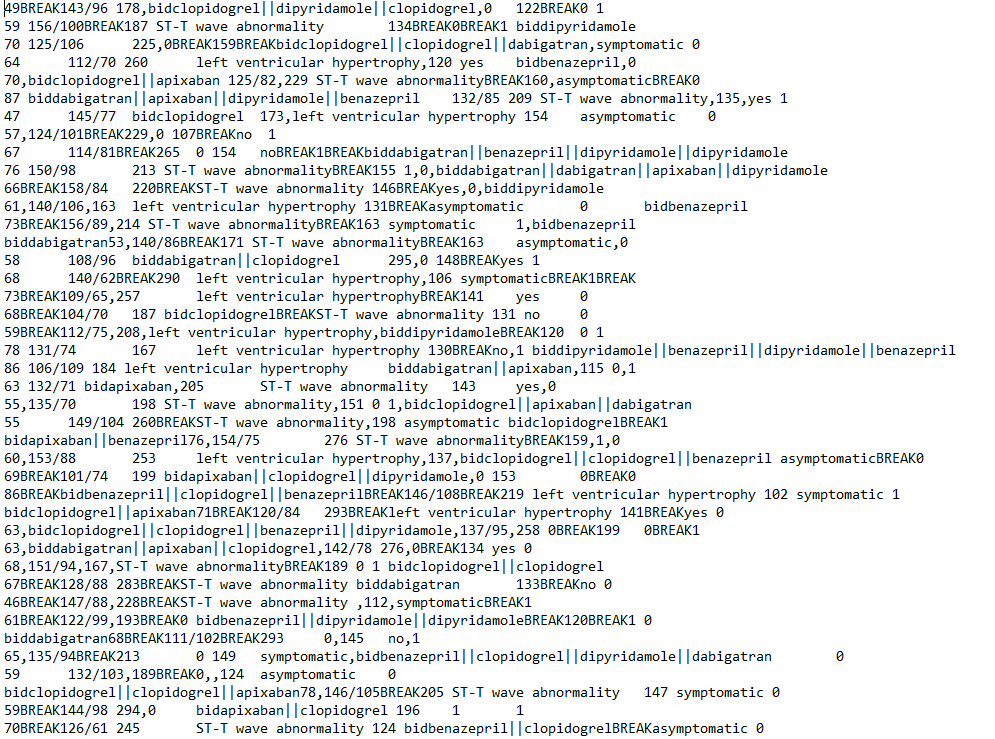 49BREAK143/96 178,bidclopidogrel||dipyridamole||clopidogrel,0	122BREAK0 1
59 156/100BREAK187 ST-T wave abnormality	134BREAK0BREAK1 biddipyridamole
70 125/106	225,0BREAK159BREAKbidclopidogrel||clopidogrel||dabigatran,symptomatic 0
64	112/70 260	left ventricular hypertrophy,120 yes	bidbenazepril,0
70,bidclopidogrel||apixaban 125/82,229 ST-T wave abnormalityBREAK160,asymptomaticBREAK0
87 biddabigatran||apixaban||dipyridamole||benazepril	132/85 209 ST-T wave abnormality,135,yes 1
47	145/77	bidclopidogrel	173,left ventricular hypertrophy 154	asymptomatic	0
57,124/101BREAK229,0 107BREAKno	1
67	114/81BREAK265	0 154	noBREAK1BREAKbiddabigatran||benazepril||dipyridamole||dipyridamole
76 150/98	213 ST-T wave abnormalityBREAK155 1,0,biddabigatran||dabigatran||apixaban||dipyridamole
66BREAK158/84	220BREAKST-T wave abnormality 146BREAKyes,0,biddipyridamole
61,140/106,163	left ventricular hypertrophy 131BREAKasymptomatic	0	bidbenazepril
73BREAK156/89,214 ST-T wave abnormalityBREAK163 symptomatic	1,bidbenazepril
biddabigatran53,140/86BREAK171 ST-T wave abnormalityBREAK163	asymptomatic,0
58	108/96	biddabigatran||clopidogrel	295,0 148BREAKyes 1
68	140/62BREAK290	left ventricular hypertrophy,106 symptomaticBREAK1BREAK
73BREAK109/65,257	left ventricular hypertrophyBREAK141	yes	0
68BREAK104/70	187 bidclopidogrelBREAKST-T wave abnormality 131 no	0
59BREAK112/75,208,left ventricular hypertrophy,biddipyridamoleBREAK120	0 1
78 131/74	167	left ventricular hypertrophy 130BREAKno,1 biddipyridamole||benazepril||dipyridamole||benazepril
86 106/109 184 left ventricular hypertrophy	biddabigatran||apixaban,115 0,1
63 132/71 bidapixaban,205	ST-T wave abnormality	143	yes,0
55,135/70	198 ST-T wave abnormality,151 0 1,bidclopidogrel||apixaban||dabigatran
55	149/104 260BREAKST-T wave abnormality,198 asymptomatic bidclopidogrelBREAK1
bidapixaban||benazepril76,154/75	276 ST-T wave abnormalityBREAK159,1,0
60,153/88	253	left ventricular hypertrophy,137,bidclopidogrel||clopidogrel||benazepril asymptomaticBREAK0
69BREAK101/74	199 bidapixaban||clopidogrel||dipyridamole,0 153	0BREAK0
86BREAKbidbenazepril||clopidogrel||benazeprilBREAK146/108BREAK219 left ventricular hypertrophy 102 symptomatic 1
bidclopidogrel||apixaban71BREAK120/84	293BREAKleft ventricular hypertrophy 141BREAKyes 0
63,bidclopidogrel||clopidogrel||benazepril||dipyridamole,137/95,258 0BREAK199	0BREAK1
63,biddabigatran||apixaban||clopidogrel,142/78 276,0BREAK134 yes 0
68,151/94,167,ST-T wave abnormalityBREAK189 0 1 bidclopidogrel||clopidogrel
67BREAK128/88 283BREAKST-T wave abnormality biddabigatran	133BREAKno 0
46BREAK147/88,228BREAKST-T wave abnormality ,112,symptomaticBREAK1
61BREAK122/99,193BREAK0 bidbenazepril||dipyridamole||dipyridamoleBREAK120BREAK1 0
biddabigatran68BREAK111/102BREAK293	0,145	no,1
65,135/94BREAK213	0 149	symptomatic,bidbenazepril||clopidogrel||dipyridamole||dabigatran	0
59	132/103,189BREAK0,,124	asymptomatic	0
bidclopidogrel||clopidogrel||apixaban78,146/105BREAK205 ST-T wave abnormality	147 symptomatic 0
59BREAK144/98 294,0	bidapixaban||clopidogrel 196	1	1
70BREAK126/61 245	ST-T wave abnormality 124 bidbenazepril||clopidogrelBREAKasymptomatic 0